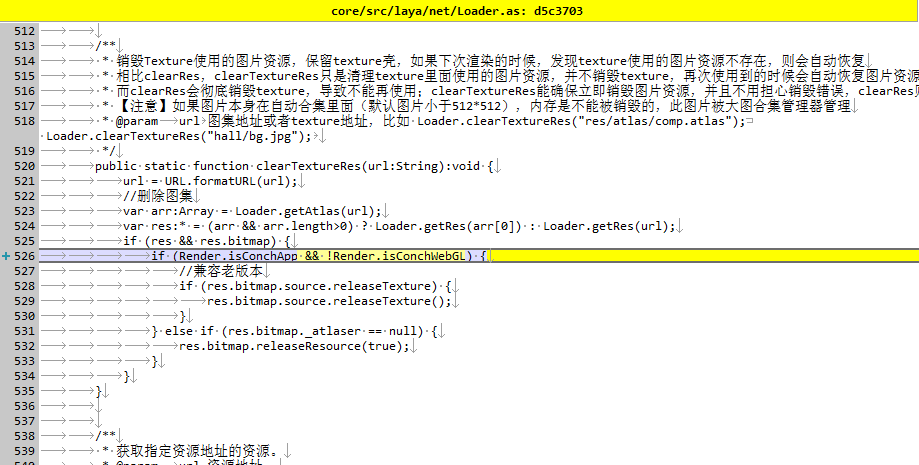 core/src/laya/net/Loader.as: d5c3703
512
513 /**
514 * 销毁Texture使用的图片资源，保留texture壳，如果下次渲染的时候，发现texture使用的图片资源不存在，则会自动恢复
515 * 相比clearRes，clearTextureRes只是清理texture里面使用的图片资源，并不销毁texture，再次使用到的时候会自动恢复图片资源
516 * 而clearRes会彻底销毁texture，导致不能再使用；clearTextureRes能确保立即销毁图片资源，并且不用担心销毁错误，clearRes则
517 * 【注意】如果图片本身在自动合集里面（默认图片小于512*512），内存是不能被销毁的，此图片被大图合集管理器管理
518 * @param url 图集地址或者texture地址，比如 Loader.clearTextureRes("res/atlas/comp.atlas");
Loader.clearTextureRes("hall/bg.jpg");
519 */
520 public static function clearTextureRes(url:String):void {
521 url = URL.formatURL(url);
522 //删除图集
523 var arr:Array = Loader.getAtlas(url);
524 var res:* = (arr && arr.length>0) ? Loader.getRes(arr[0]) : Loader.getRes(url);
525 if (res && res.bitmap) {
526 if (Render.isConchApp && !Render.isConchWebGL) {
527 //兼容老版本
528 if (res.bitmap.source.releaseTexture) {
529 res.bitmap.source.releaseTexture();
530 }
531 } else if (res.bitmap._atlaser == null) {
532 res.bitmap.releaseResource(true);
533 }
534 }
535 }
536
537
538 /**
539 * 获取指定资源地址的资源。